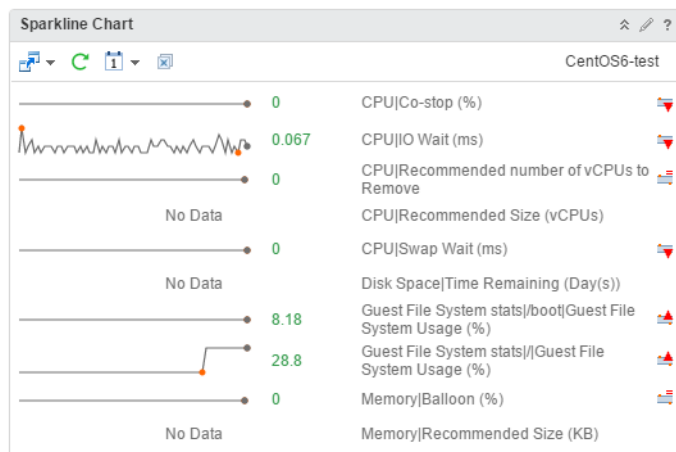 Sparkline Chart ?
1 CentOS6-test
0 CPU|Co-stop (%)
0.067 CPU|IO Wait (ms)
0 CPU|Recommended number of vCPUs to
Remove
No Data CPU|Recommended Size (vCPUs)
0 CPU|Swap Wait (ms)
No Data Disk Space|Time Remaining (Day(s))
8.18 Guest File System stats|/boot|Guest File
System Usage (%)
28.8 Guest File System stats|/|Guest File
System Usage (%)
0 Memory|Balloon (%)
No Data Memory|Recommended Size (KB)